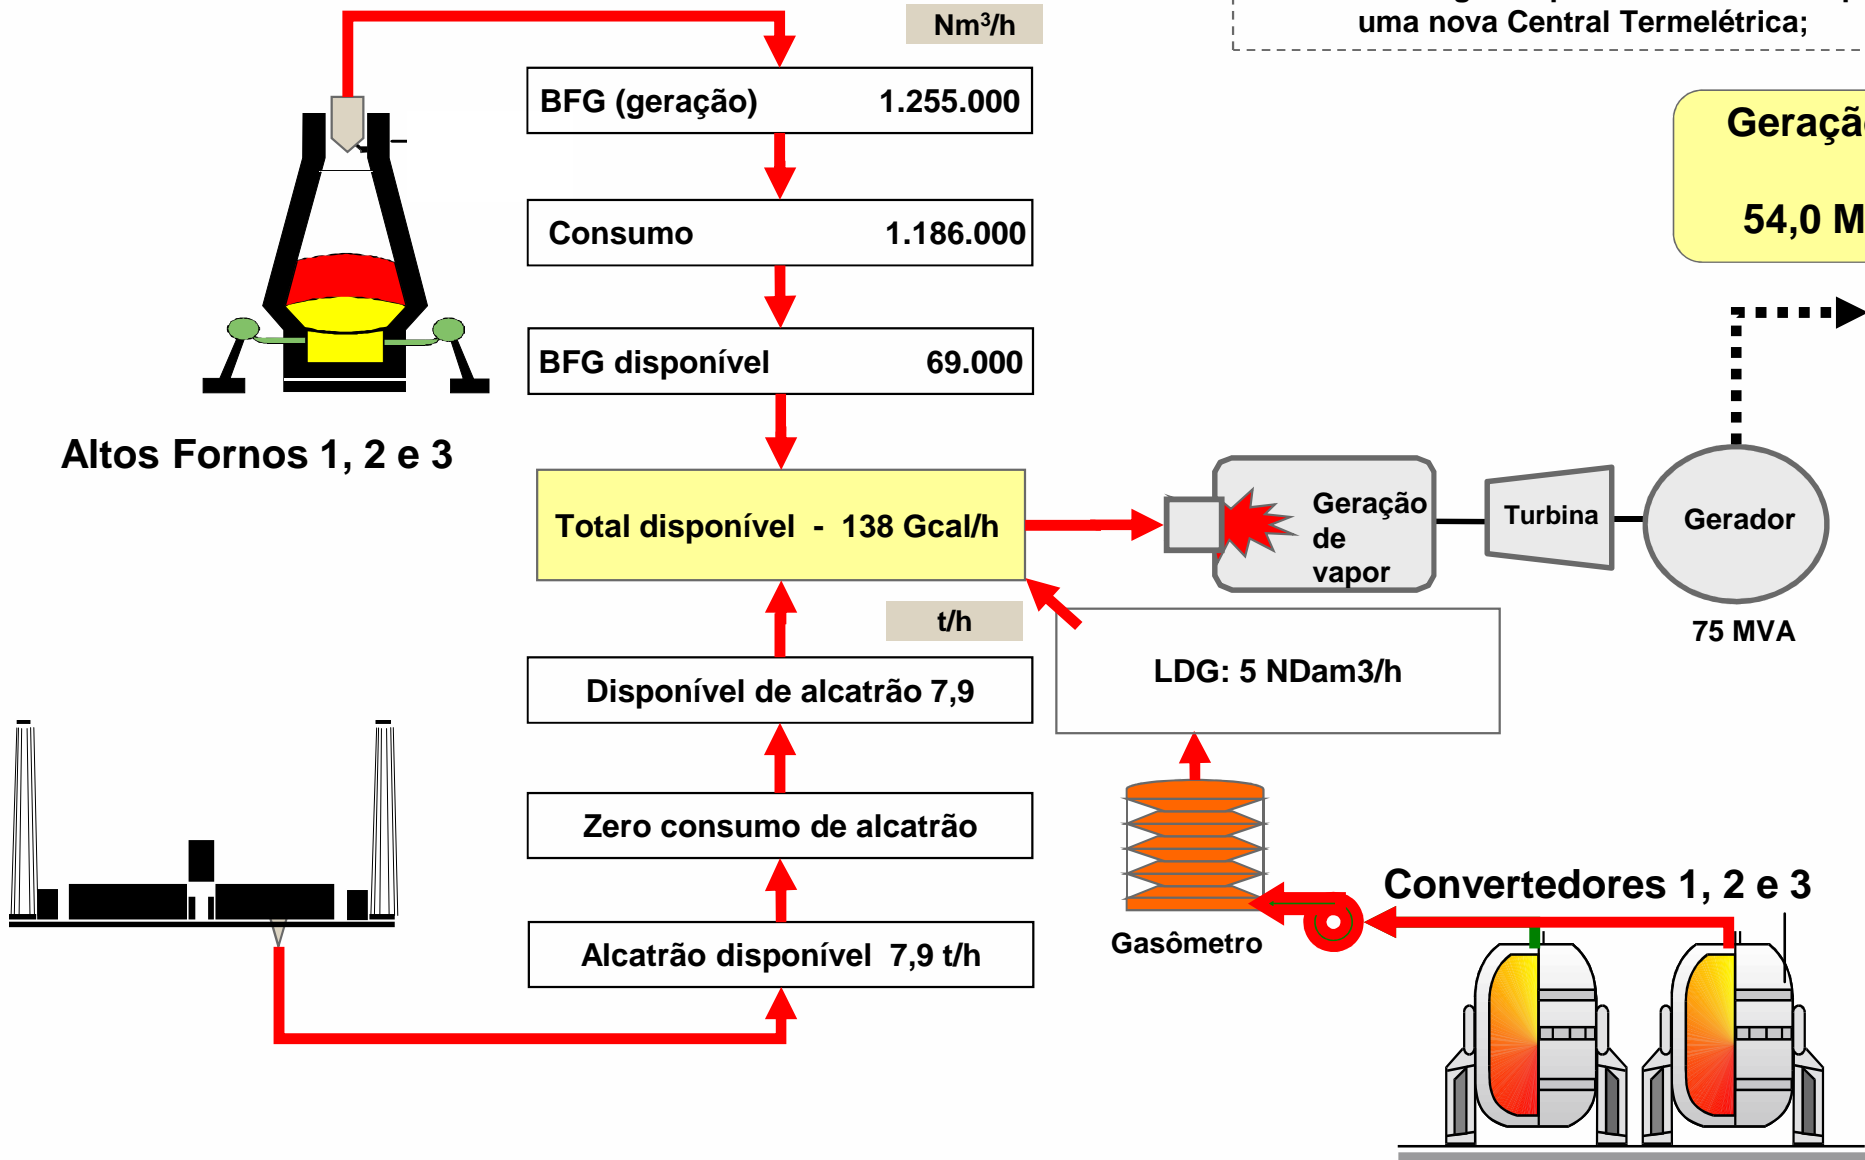 Nm³/h
uma nova Central Termelétrica;
BFG (geração) 1.255.000
Consumo 1.186.000
BFG disponível 69.000
Altos Fornos 1, 2 e 3
Total disponível - 138 Gcal/h
Geração
de
vapor
Turbina
Gerador
75 MVA
54,0 M
t/h
Disponível de alcatrão 7,9
LDG: 5 NDam3/h
Zero consumo de alcatrão
Alcatrão disponível 7,9 t/h
Gasômetro
Convertedores 1, 2 e 3